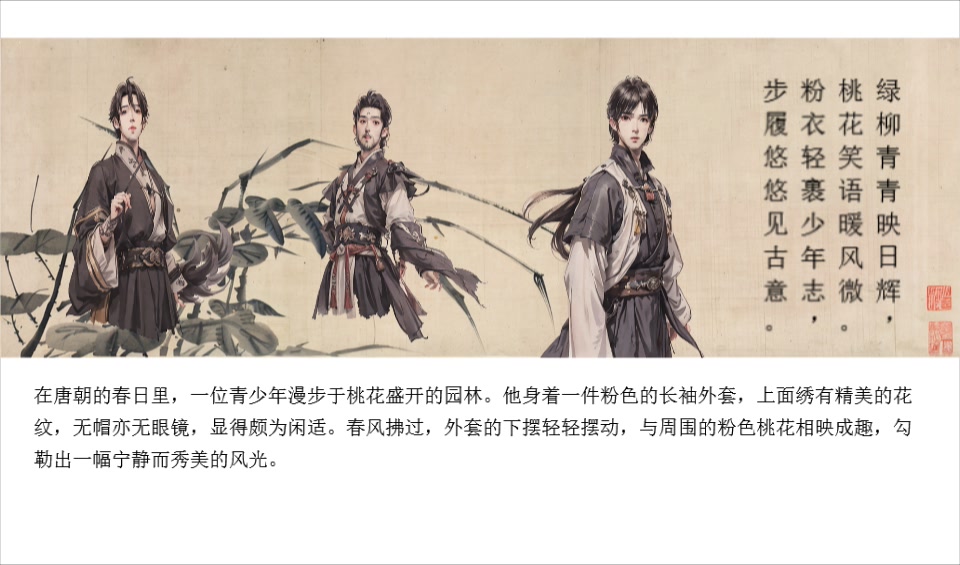 绿柳青青映日辉，
桃花笑语暖风微。
粉衣轻裹少年志，
步履悠悠见古意。
在唐朝的春日里，一位青少年漫步于桃花盛开的园林。他身着一件粉色的长袖外套，上面绣有精美的花
纹，无帽亦无眼镜，显得颇为闲适。春风拂过，外套的下摆轻轻摆动，与周围的粉色桃花相映成趣，勾
勒出一幅宁静而秀美的风光。